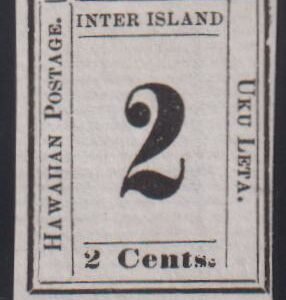 INTER ISLAND
HAWAIIAN POSTAGE.
2
UKU LETA.
2 Cents.